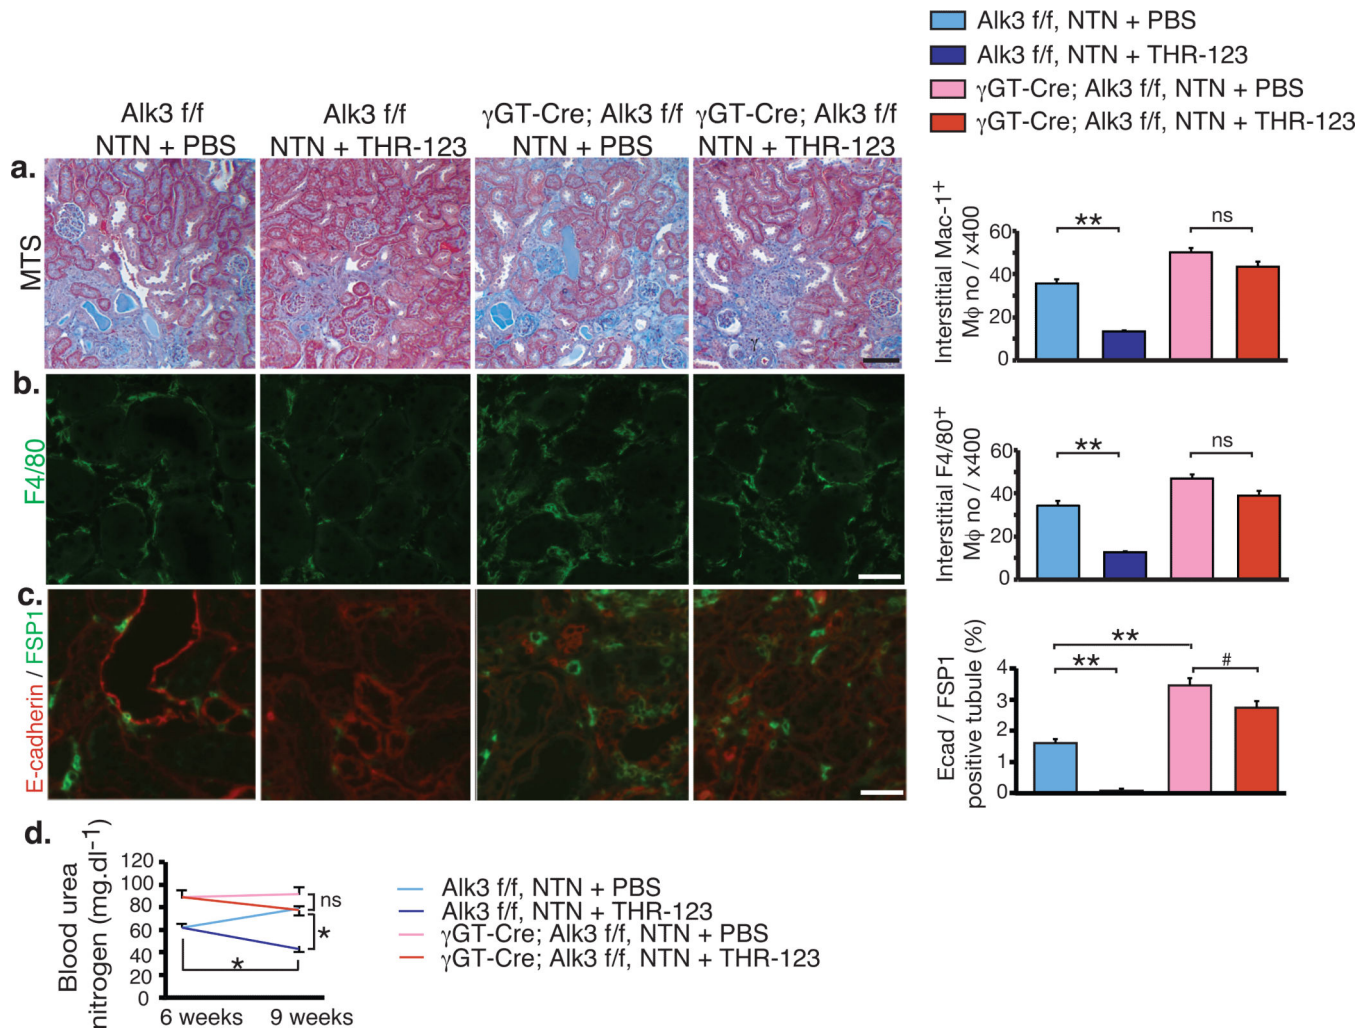 Alk3 f/f, NTN + PBS
Alk3 f/f, NTN + THR-123
γGT-Cre; Alk3 f/f, NTN + PBS
γGT-Cre; Alk3 f/f, NTN + THR-123
Alk3 f/f
NTN + PBS
Alk3 f/f
NTN + THR-123
γGT-Cre; Alk3 f/f
NTN + PBS
γGT-Cre; Alk3 f/f
NTN + THR-123
a.
MTS
γ
Interstitial Mac-1⁺
Mφ no / x400
60
40
20
0
**
ns
b.
F4/80
Interstitial F4/80⁺
Mφ no / x400
60
40
20
0
**
ns
c.
E-cadherin / FSP1
Ecad / FSP1
positive tubule (%)
4
3
2
1
0
**
**
#
d.
Blood urea
nitrogen (mg.dl⁻¹)
120
100
80
60
40
20
0
ns
*
*
6 weeks
9 weeks
Alk3 f/f, NTN + PBS
Alk3 f/f, NTN + THR-123
γGT-Cre; Alk3 f/f, NTN + PBS
γGT-Cre; Alk3 f/f, NTN + THR-123